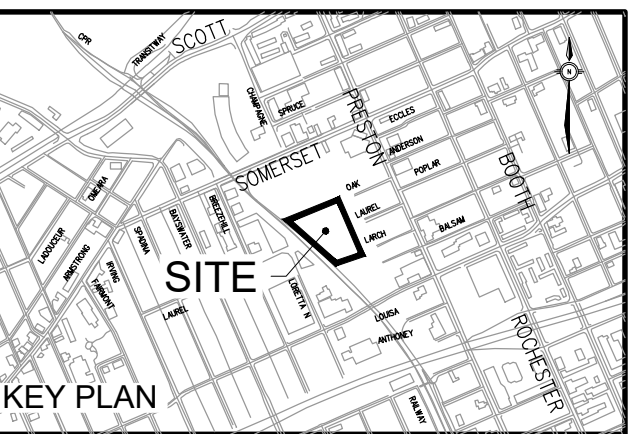 CPR
TRANSITWAY
SCOTT
CHAMPAGNE
SPRUCE
PRESTON
ECCLES
ANDERSON
POPLAR
BOOTH
N
SOMERSET
OAK
LAUREL
LARCH
BALSAM
OMEARA
LADOUCEUR
ARMSTRONG
IRVING
FAIRMONT
SPADINA
BAYSWATER
BREEZEHILL
SITE
LORETTA N
LAUREL
LOUISA
ANTHONEY
ROCHESTER
RAILWAY
KEY PLAN